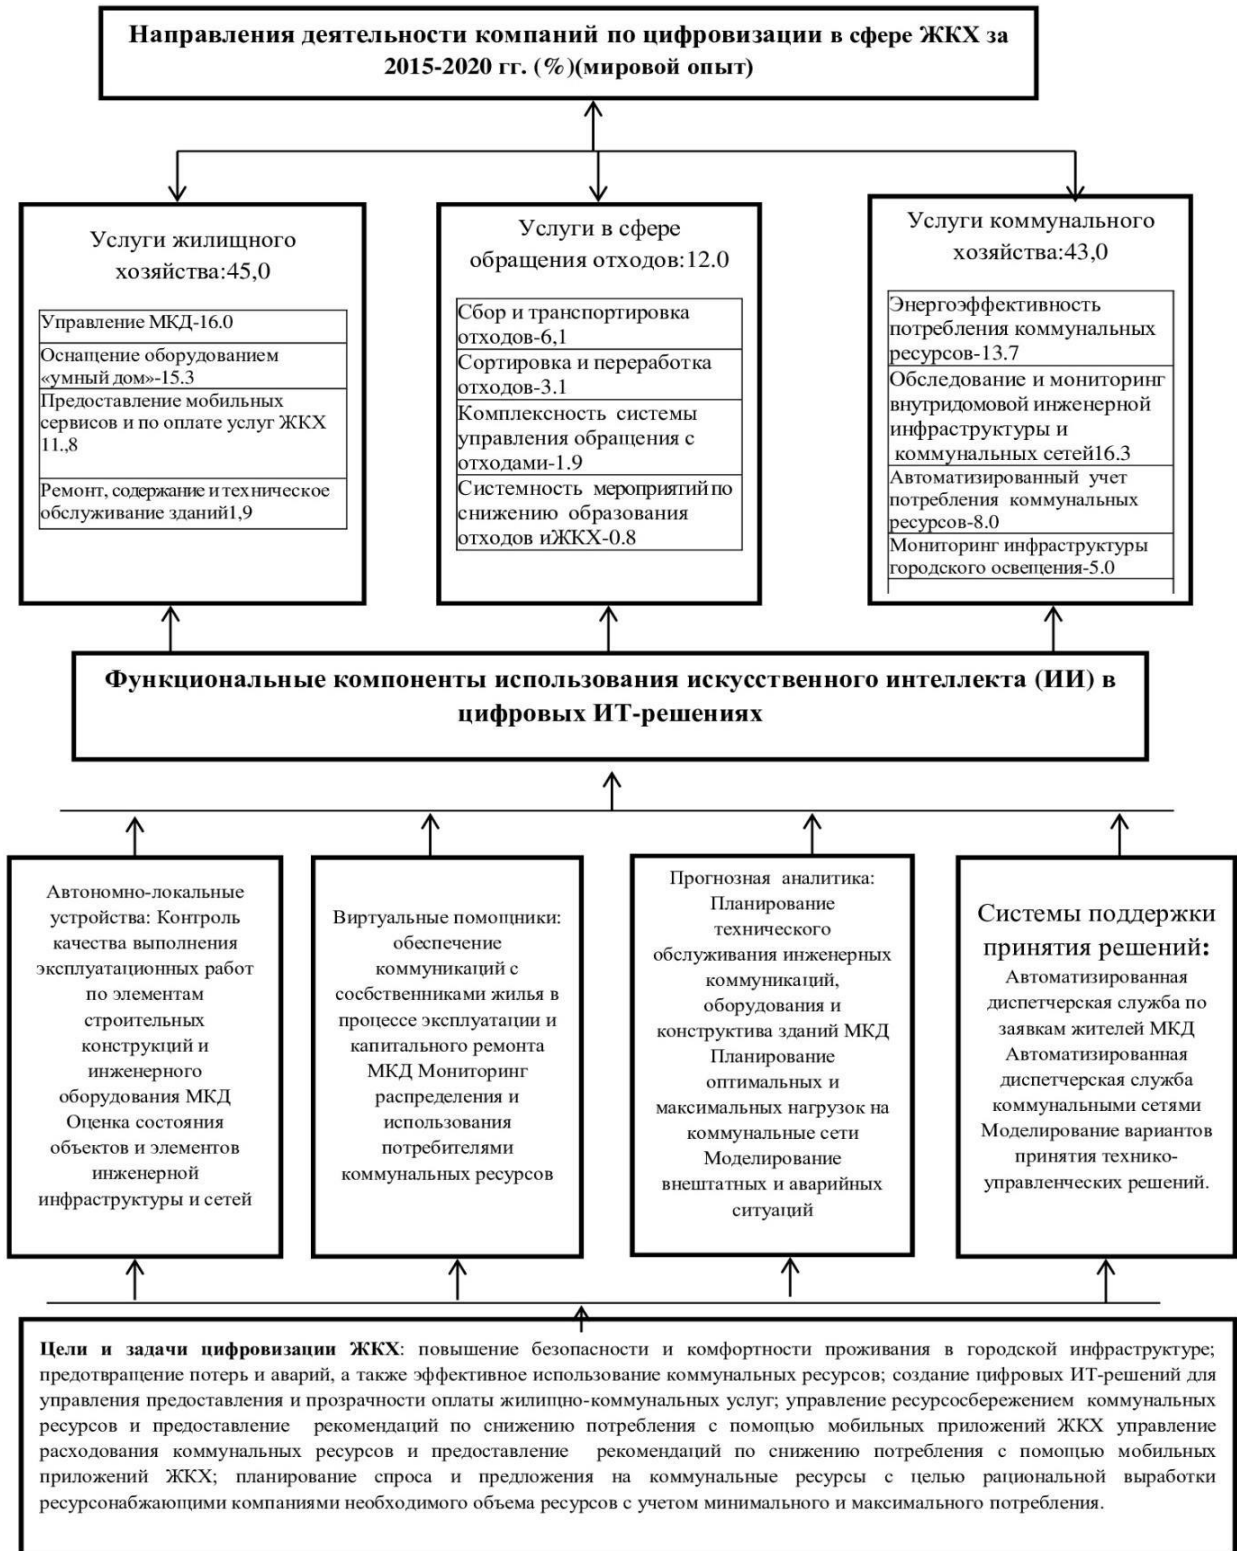 Направления деятельности компаний по цифровизации в сфере ЖКХ за
2015-2020 гг. (%)(мировой опыт)
Услуги жилищного
хозяйства:45,0
Управление МКД-16.0
Оснащение оборудованием
«умный дом»-15.3
Предоставление мобильных
сервисов и по оплате услуг ЖКХ
11.,8
Ремонт, содержание и техническое
обслуживание зданий1,9
Услуги в сфере
обращения отходов:12.0
Сбор и транспортировка
отходов-6,1
Сортировка и переработка
отходов-3.1
Комплексность системы
управления обращения с
отходами-1.9
Системность мероприятий по
снижению образования
отходов иЖКХ-0.8
Услуги коммунального
хозяйства:43,0
Энергоэффективность
потребления коммунальных
ресурсов-13.7
Обследование и мониторинг
внутридомовой инженерной
инфраструктуры и
коммунальных сетей16.3
Автоматизированный учет
потребления коммунальных
ресурсов-8.0
Мониторинг инфраструктуры
городского освещения-5.0
Функциональные компоненты использования искусственного интеллекта (ИИ) в
цифровых ИТ-решениях
Автономно-локальные
устройства: Контроль
качества выполнения
эксплуатационных работ
по элементам
строительных
конструкций и
инженерного
оборудования МКД
Оценка состояния
объектов и элементов
инженерной
инфраструктуры и сетей
Виртуальные помощники:
обеспечение
коммуникаций с
сосбственниками жилья в
процессе эксплуатации и
капитального ремонта
МКД Мониторинг
распределения и
использования
потребителями
коммунальных ресурсов
Прогнозная аналитика:
Планирование
технического
обслуживания инженерных
коммуникаций,
оборудования и
конструктива зданий МКД
Планирование
оптимальных и
максимальных нагрузок на
коммунальные сети
Моделирование
внештатных и аварийных
ситуаций
Системы поддержки
принятия решений:
Автоматизированная
диспетчерская служба по
заявкам жителей МКД
Автоматизированная
диспетчерская служба
коммунальными сетями
Моделирование вариантов
принятия технико-
управленческих решений.
Цели и задачи цифровизации ЖКХ: повышение безопасности и комфортности проживания в городской инфраструктуре;
предотвращение потерь и аварий, а также эффективное использование коммунальных ресурсов; создание цифровых ИТ-решений для
управления предоставления и прозрачности оплаты жилищно-коммунальных услуг; управление ресурсосбережением коммунальных
ресурсов и предоставление рекомендаций по снижению потребления с помощью мобильных приложений ЖКХ управление
расходования коммунальных ресурсов и предоставление рекомендаций по снижению потребления с помощью мобильных
приложений ЖКХ; планирование спроса и предложения на коммунальные ресурсы с целью рациональной выработки
ресурсонабжающими компаниями необходимого объема ресурсов с учетом минимального и максимального потребления.